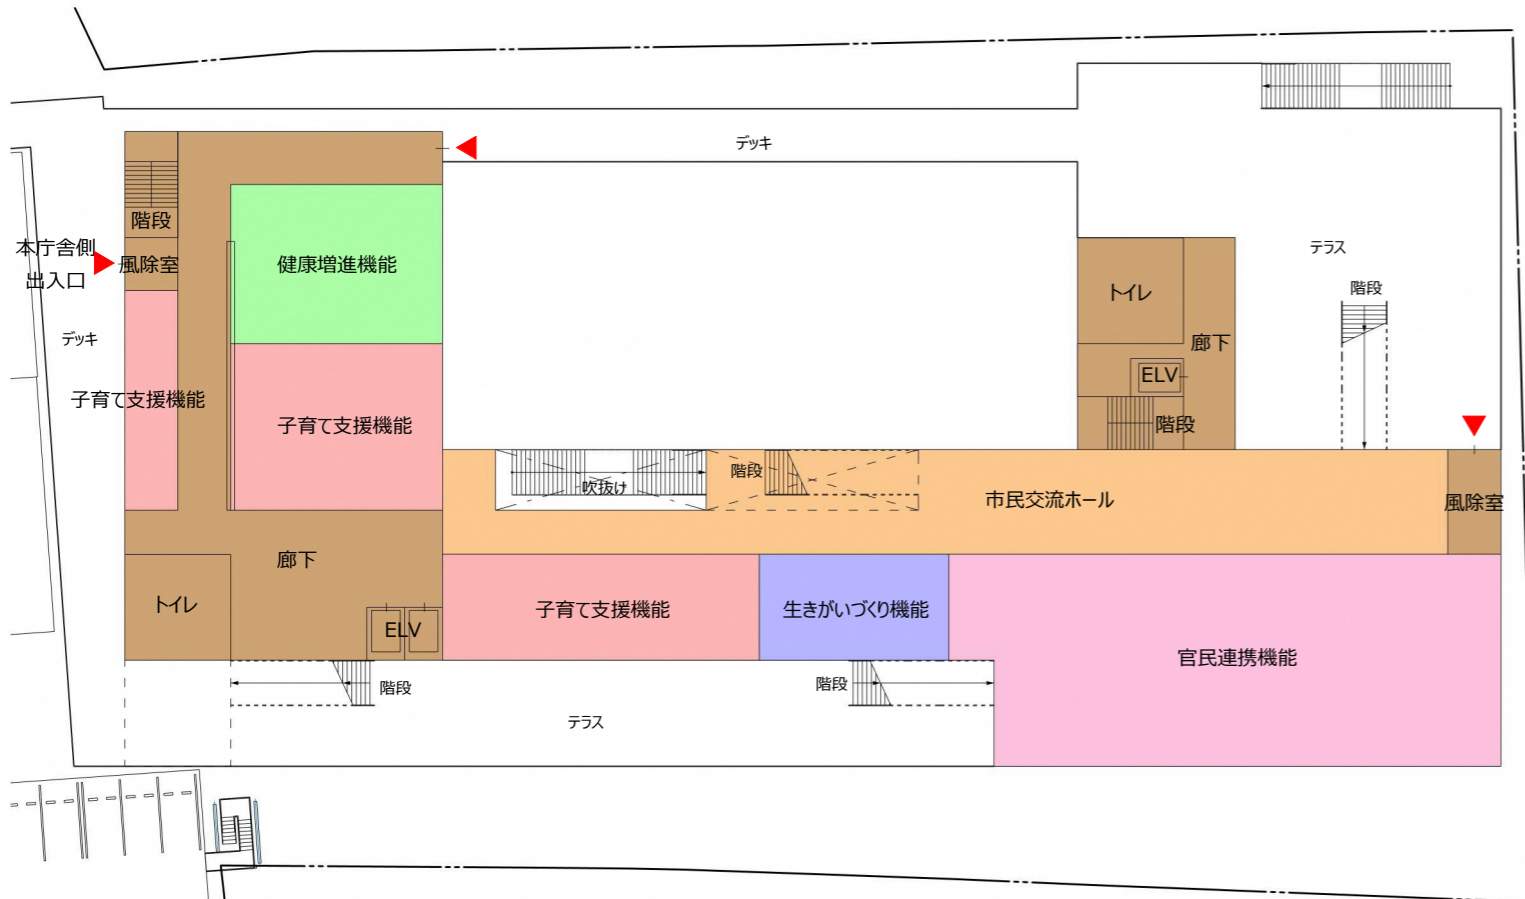 デッキ
階段
本庁舎側
出入口
風除室
健康増進機能
テラス
トイレ
階段
デッキ
廊下
ELV
子育て支援機能
子育て支援機能
階段
階段
吹抜け
市民交流ホール
風除室
廊下
トイレ
ELV
子育て支援機能
生きがいづくり機能
官民連携機能
階段
階段
テラス